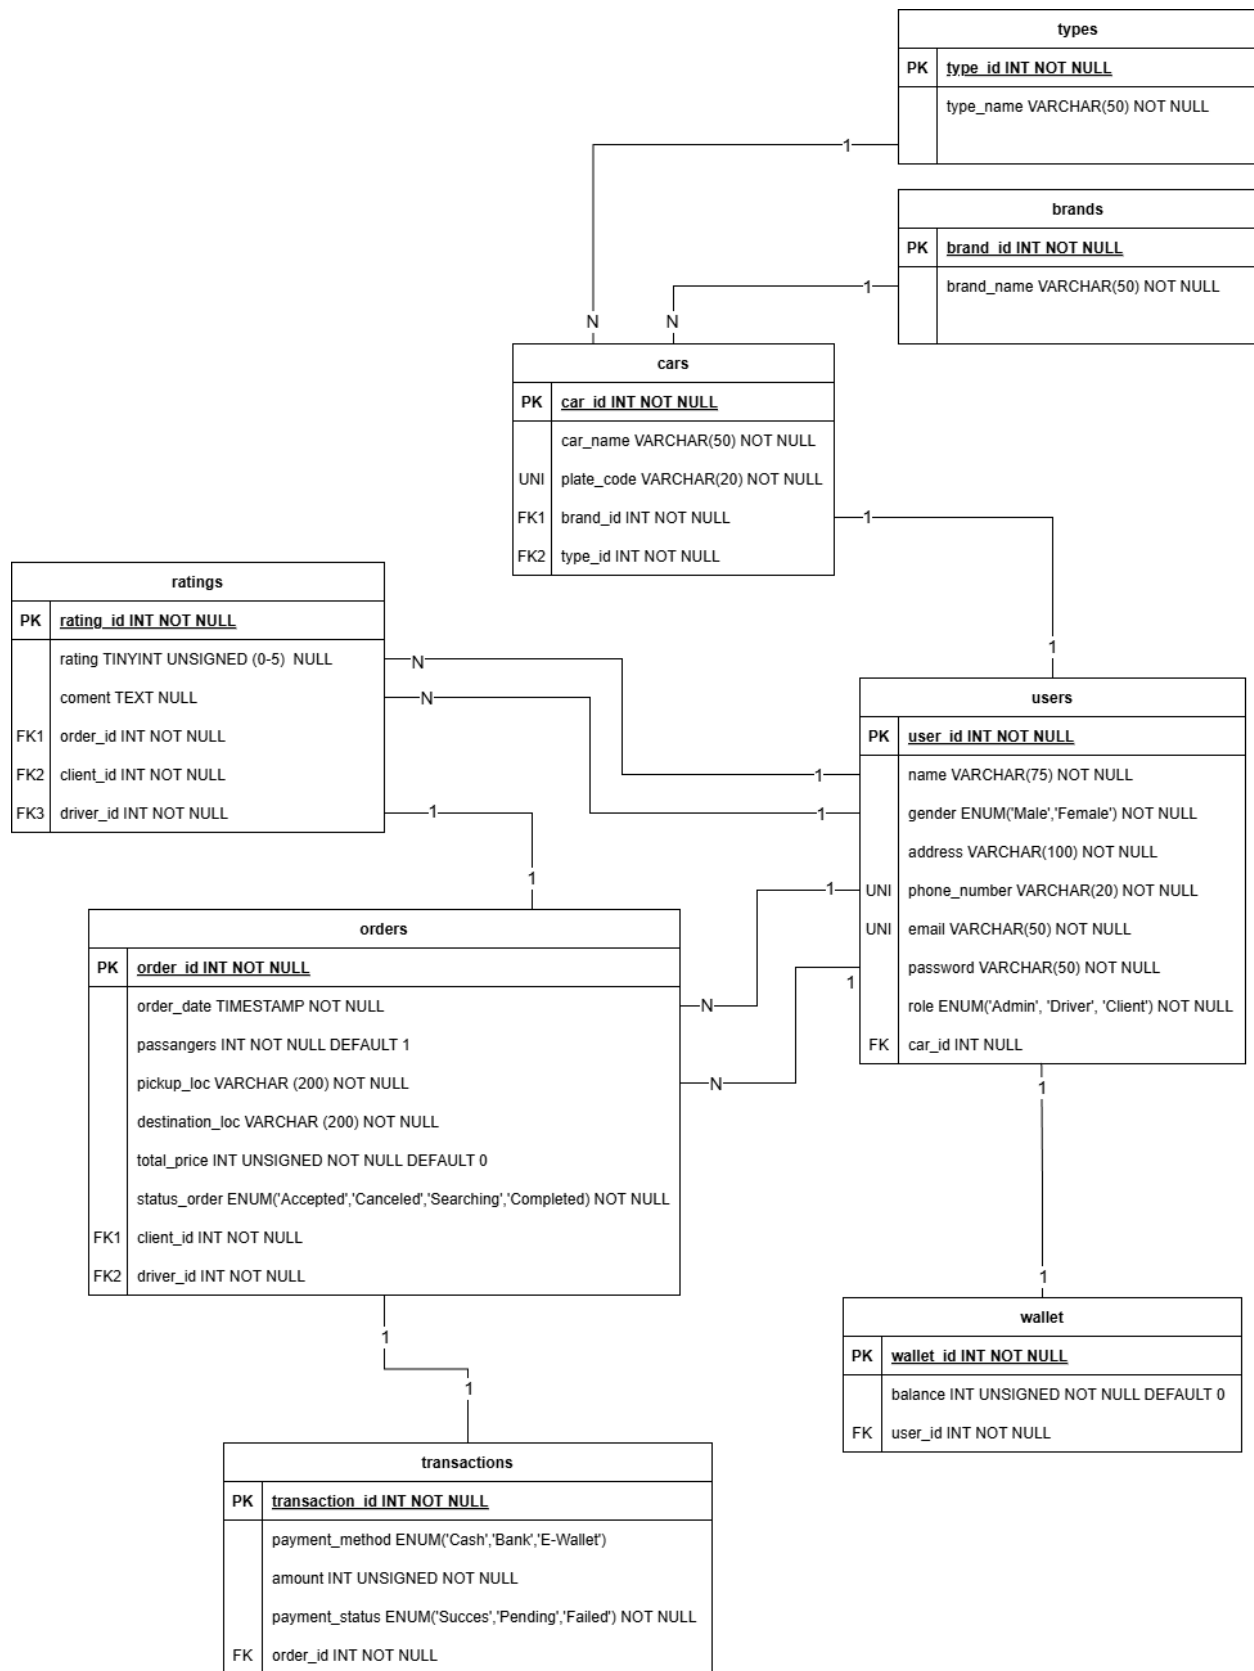 types
PK type_id INT NOT NULL
type_name VARCHAR(50) NOT NULL
1
brands
PK brand_id INT NOT NULL
brand_name VARCHAR(50) NOT NULL
1
N N
cars
PK car_id INT NOT NULL
car_name VARCHAR(50) NOT NULL
UNI plate_code VARCHAR(20) NOT NULL
FK1 brand_id INT NOT NULL
FK2 type_id INT NOT NULL
1
1
ratings
PK rating_id INT NOT NULL
rating TINYINT UNSIGNED (0-5) NULL
coment TEXT NULL
FK1 order_id INT NOT NULL
FK2 client_id INT NOT NULL
FK3 driver_id INT NOT NULL
N
N
1
1
1
1
users
PK user_id INT NOT NULL
name VARCHAR(75) NOT NULL
gender ENUM('Male','Female') NOT NULL
address VARCHAR(100) NOT NULL
UNI phone_number VARCHAR(20) NOT NULL
UNI email VARCHAR(50) NOT NULL
password VARCHAR(50) NOT NULL
role ENUM('Admin', 'Driver', 'Client') NOT NULL
FK car_id INT NULL
1
1
N
N
1
1
orders
PK order_id INT NOT NULL
order_date TIMESTAMP NOT NULL
passangers INT NOT NULL DEFAULT 1
pickup_loc VARCHAR (200) NOT NULL
destination_loc VARCHAR (200) NOT NULL
total_price INT UNSIGNED NOT NULL DEFAULT 0
status_order ENUM('Accepted','Canceled','Searching','Completed) NOT NULL
FK1 client_id INT NOT NULL
FK2 driver_id INT NOT NULL
1
1
wallet
PK wallet_id INT NOT NULL
balance INT UNSIGNED NOT NULL DEFAULT 0
FK user_id INT NOT NULL
transactions
PK transaction_id INT NOT NULL
payment_method ENUM('Cash','Bank','E-Wallet')
amount INT UNSIGNED NOT NULL
payment_status ENUM('Succes','Pending','Failed') NOT NULL
FK order_id INT NOT NULL